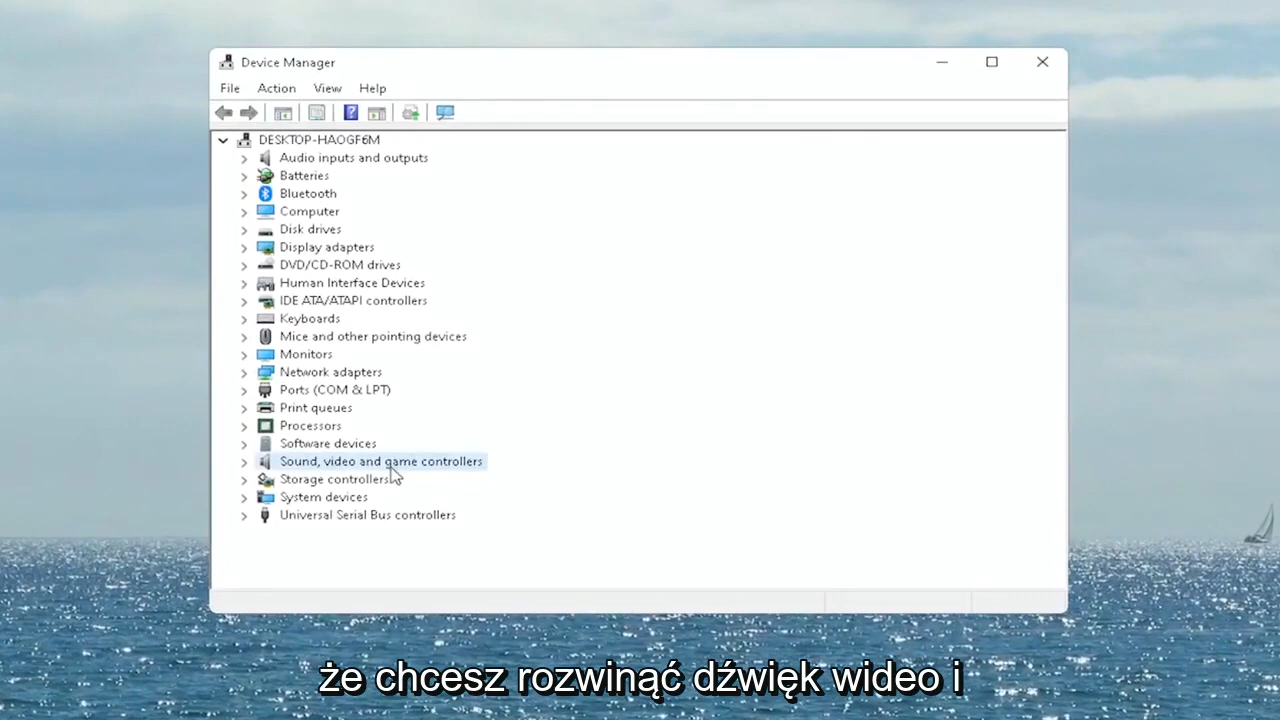 Device Manager
File Action View Help
DESKTOP-HAOGF6M
Audio inputs and outputs
Batteries
Bluetooth
Computer
Disk drives
Display adapters
DVD/CD-ROM drives
Human Interface Devices
IDE ATA/ATAPI controllers
Keyboards
Mice and other pointing devices
Monitors
Network adapters
Ports (COM & LPT)
Print queues
Processors
Software devices
Sound, video and game controllers
Storage controllers
System devices
Universal Serial Bus controllers
że chcesz rozwinąć dźwięk wideo i